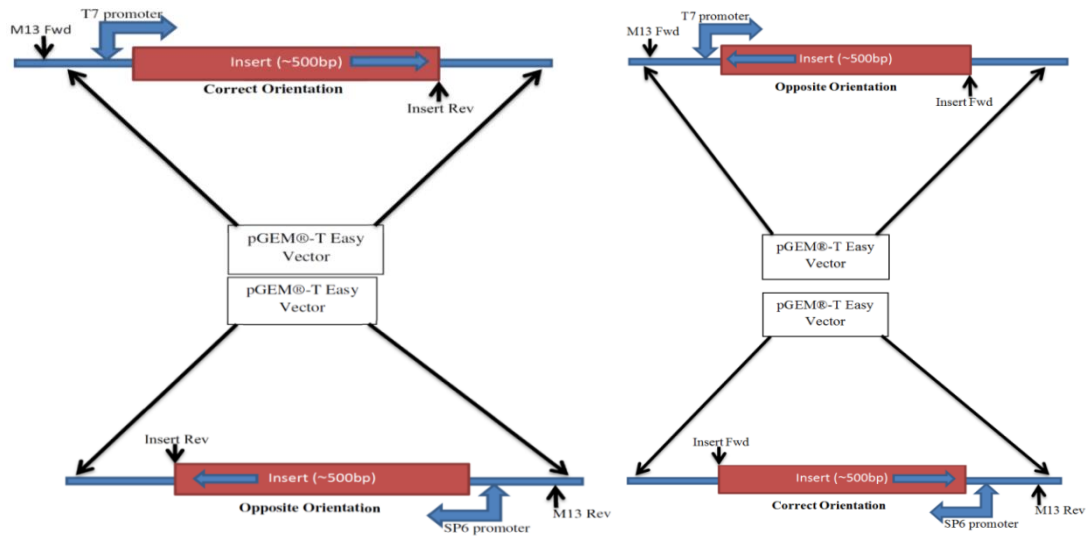 T7 promoter
M13 Fwd
Insert (~500bp)
Correct Orientation
Insert Rev
pGEM®-T Easy
Vector
pGEM®-T Easy
Vector
Insert Rev
Insert (~500bp)
Opposite Orientation
SP6 promoter
M13 Rev
T7 promoter
M13 Fwd
Insert (~500bp)
Opposite Orientation
Insert Fwd
pGEM®-T Easy
Vector
pGEM®-T Easy
Vector
Insert Fwd
Insert (~500bp)
Correct Orientation
SP6 promoter
M13 Rev